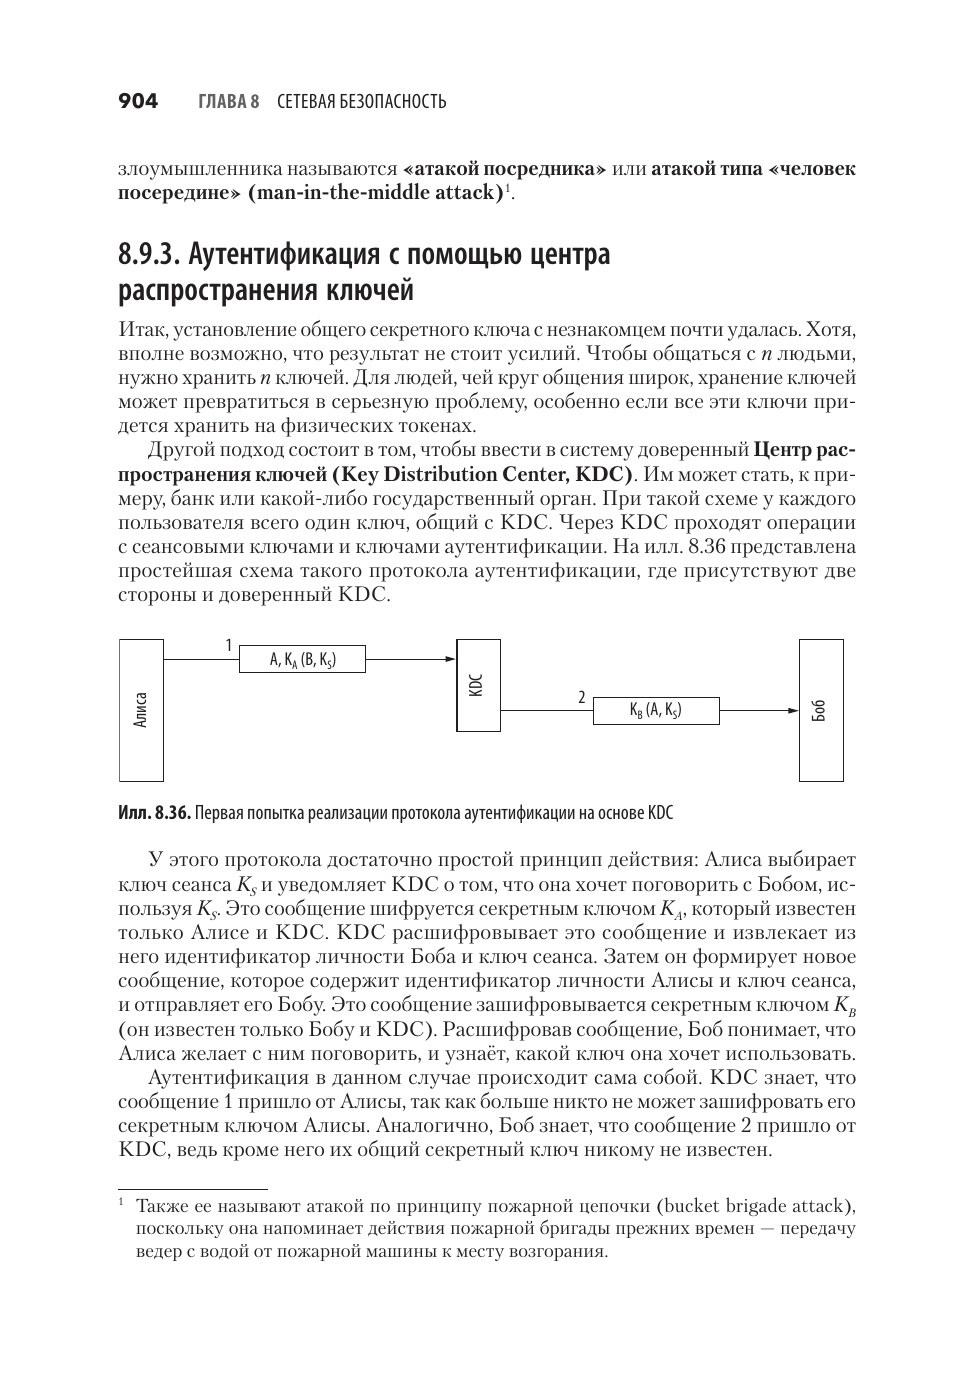 904 ГЛАВА 8 СЕТЕВАЯ БЕЗОПАСНОСТЬ
злоумышленника называются «атакой посредника» или атакой типа «человек
посередине» (man-in-the-middle attack)¹.
8.9.3. Аутентификация с помощью центра
распространения ключей
Итак, установление общего секретного ключа с незнакомцем почти удалась. Хотя,
вполне возможно, что результат не стоит усилий. Чтобы общаться с n людьми,
нужно хранить n ключей. Для людей, чей круг общения широк, хранение ключей
может превратиться в серьезную проблему, особенно если все эти ключи при-
дется хранить на физических токенах.
Другой подход состоит в том, чтобы ввести в систему доверенный Центр рас-
пространения ключей (Key Distribution Center, KDC). Им может стать, к при-
меру, банк или какой-либо государственный орган. При такой схеме у каждого
пользователя всего один ключ, общий с KDC. Через KDC проходят операции
с сеансовыми ключами и ключами аутентификации. На илл. 8.36 представлена
простейшая схема такого протокола аутентификации, где присутствуют две
стороны и доверенный KDC.
Алиса
1
A, K_A (B, K_S)
KDC
2
K_B (A, K_S)
Боб
Илл. 8.36. Первая попытка реализации протокола аутентификации на основе KDC
У этого протокола достаточно простой принцип действия: Алиса выбирает
ключ сеанса K_S и уведомляет KDC о том, что она хочет поговорить с Бобом, ис-
пользуя K_S. Это сообщение шифруется секретным ключом K_A, который известен
только Алисе и KDC. KDC расшифровывает это сообщение и извлекает из
него идентификатор личности Боба и ключ сеанса. Затем он формирует новое
сообщение, которое содержит идентификатор личности Алисы и ключ сеанса,
и отправляет его Бобу. Это сообщение зашифровывается секретным ключом K_B
(он известен только Бобу и KDC). Расшифровав сообщение, Боб понимает, что
Алиса желает с ним поговорить, и узнаёт, какой ключ она хочет использовать.
Аутентификация в данном случае происходит сама собой. KDC знает, что
сообщение 1 пришло от Алисы, так как больше никто не может зашифровать его
секретным ключом Алисы. Аналогично, Боб знает, что сообщение 2 пришло от
KDC, ведь кроме него их общий секретный ключ никому не известен.
¹ Также ее называют атакой по принципу пожарной цепочки (bucket brigade attack),
поскольку она напоминает действия пожарной бригады прежних времен — передачу
ведер с водой от пожарной машины к месту возгорания.